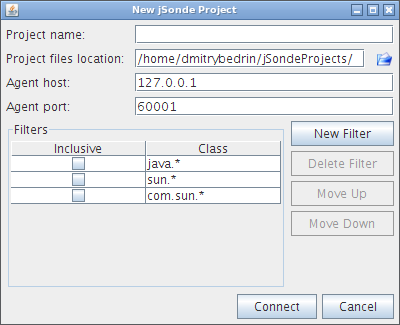 New jSonde Project
Project name:
Project files location: /home/dmitrybedrin/jSondeProjects/
Agent host: 127.0.0.1
Agent port: 60001
Filters
Inclusive Class
java.*
sun.*
com.sun.*
New Filter
Delete Filter
Move Up
Move Down
Connect Cancel